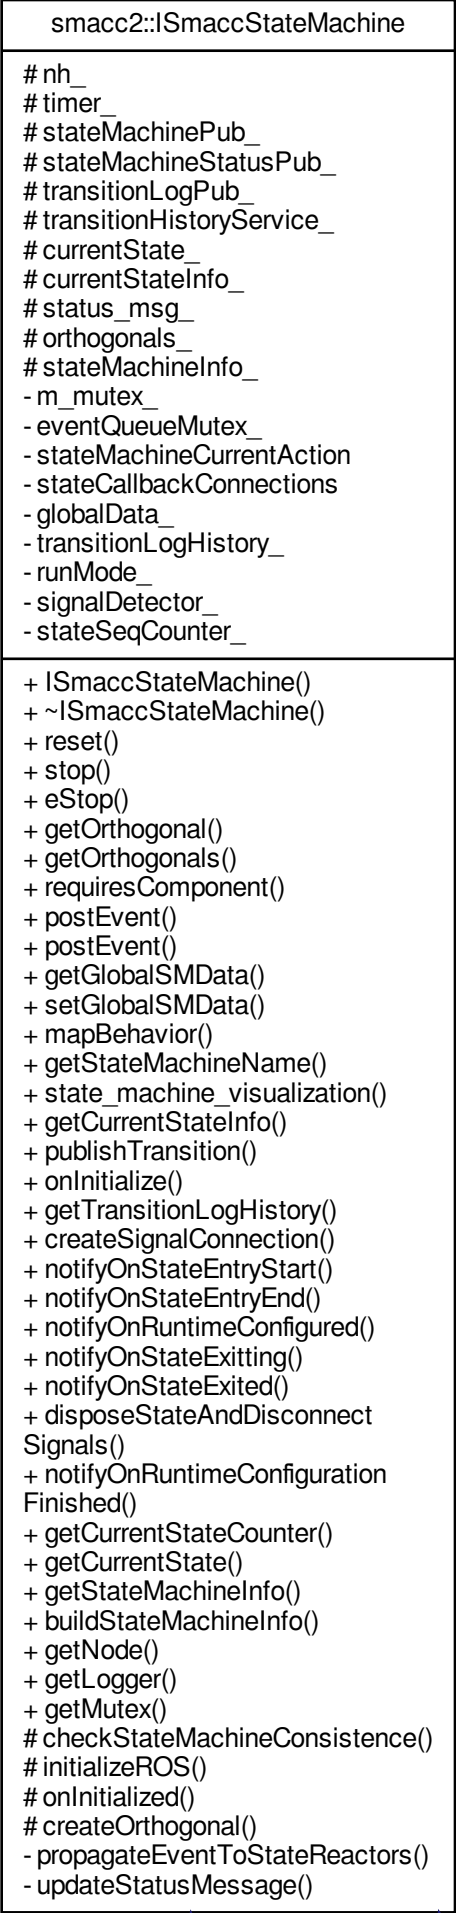 smacc2::ISmaccStateMachine
# nh_
# timer_
# stateMachinePub_
# stateMachineStatusPub_
# transitionLogPub_
# transitionHistoryService_
# currentState_
# currentStateInfo_
# status_msg_
# orthogonals_
# stateMachineInfo_
- m_mutex_
- eventQueueMutex_
- stateMachineCurrentAction
- stateCallbackConnections
- globalData_
- transitionLogHistory_
- runMode_
- signalDetector_
- stateSeqCounter_
+ ISmaccStateMachine()
+ ~ISmaccStateMachine()
+ reset()
+ stop()
+ eStop()
+ getOrthogonal()
+ getOrthogonals()
+ requiresComponent()
+ postEvent()
+ postEvent()
+ getGlobalSMData()
+ setGlobalSMData()
+ mapBehavior()
+ getStateMachineName()
+ state_machine_visualization()
+ getCurrentStateInfo()
+ publishTransition()
+ onInitialize()
+ getTransitionLogHistory()
+ createSignalConnection()
+ notifyOnStateEntryStart()
+ notifyOnStateEntryEnd()
+ notifyOnRuntimeConfigured()
+ notifyOnStateExitting()
+ notifyOnStateExited()
+ disposeStateAndDisconnect
Signals()
+ notifyOnRuntimeConfiguration
Finished()
+ getCurrentStateCounter()
+ getCurrentState()
+ getStateMachineInfo()
+ buildStateMachineInfo()
+ getNode()
+ getLogger()
+ getMutex()
# checkStateMachineConsistence()
# initializeROS()
# onInitialized()
# createOrthogonal()
- propagateEventToStateReactors()
- updateStatusMessage()